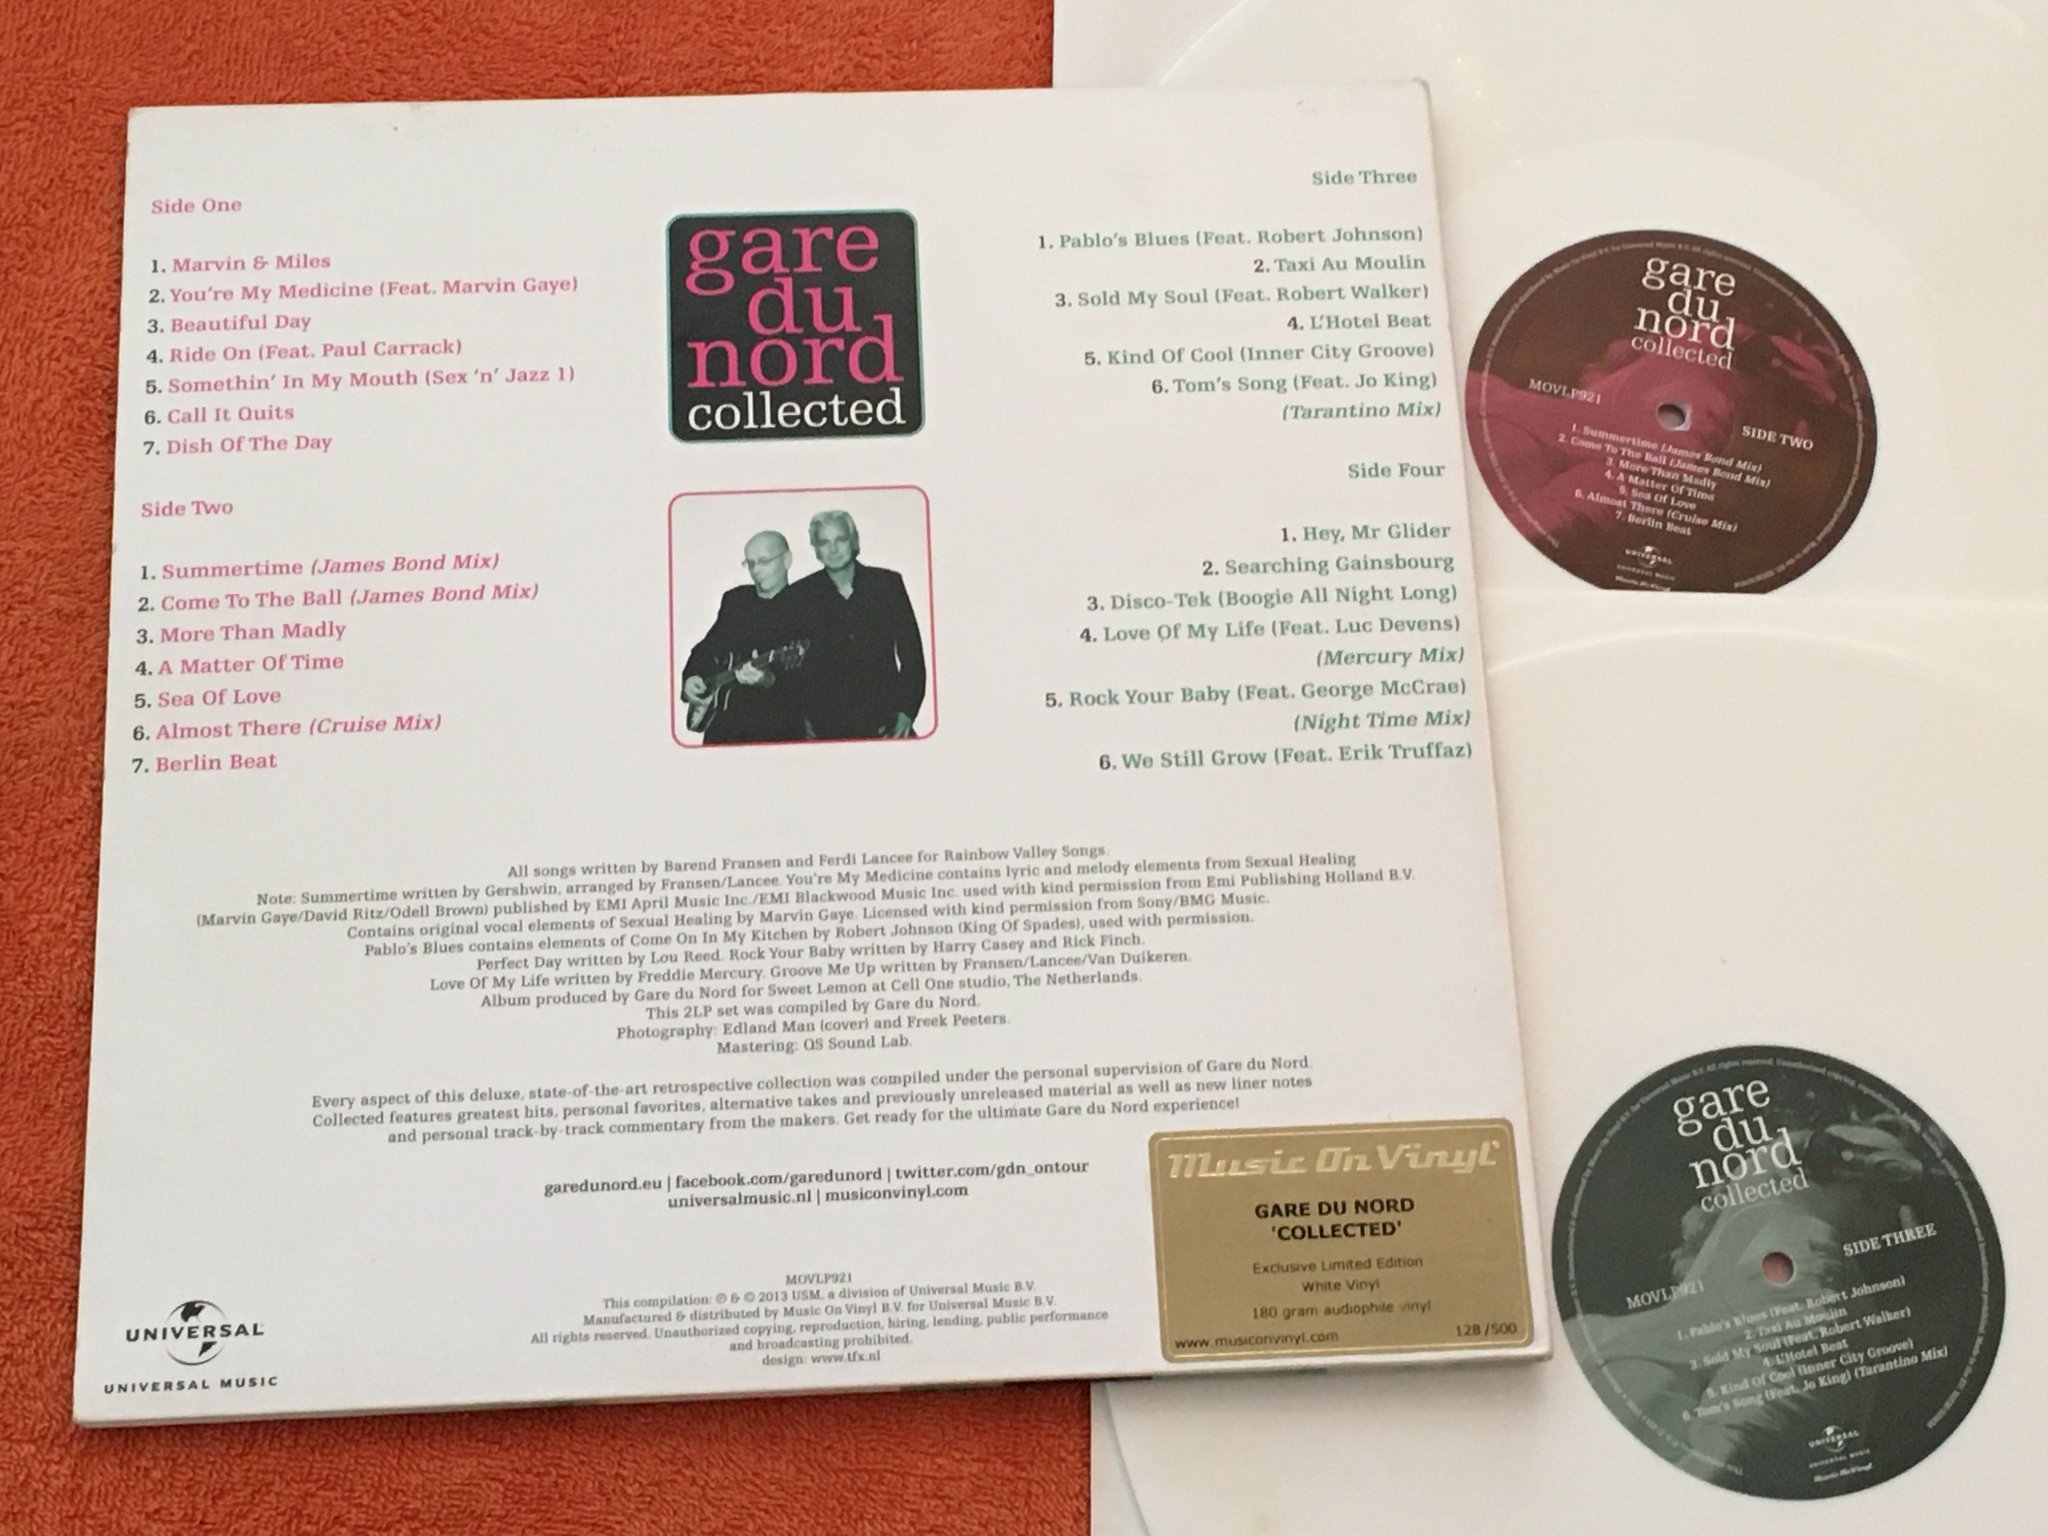 Side One
1. Marvin & Miles
2. You're My Medicine (Feat. Marvin Gaye)
3. Beautiful Day
4. Ride On (Feat. Paul Carrack)
5. Somethin' In My Mouth (Sex 'n' Jazz 1)
6. Call It Quits
7. Dish Of The Day
Side Two
1. Summertime (James Bond Mix)
2. Come To The Ball (James Bond Mix)
3. More Than Madly
4. A Matter Of Time
5. Sea Of Love
6. Almost There (Cruise Mix)
7. Berlin Beat
gare
du
nord
collected
Side Three
1. Pablo's Blues (Feat. Robert Johnson)
2. Taxi Au Moulin
3. Sold My Soul (Feat. Robert Walker)
4. L'Hotel Beat
5. Kind Of Cool (Inner City Groove)
6. Tom's Song (Feat. Jo King)
(Tarantino Mix)
Side Four
1. Hey, Mr Glider
2. Searching Gainsbourg
3. Disco-Tek (Boogie All Night Long)
4. Love Of My Life (Feat. Luc Devens)
(Mercury Mix)
5. Rock Your Baby (Feat. George McCrae)
(Night Time Mix)
6. We Still Grow (Feat. Erik Truffaz)
All songs written by Barend Fransen and Ferdi Lancee for Rainbow Valley Songs.
Note: Summertime written by Gershwin, arranged by Fransen/Lancee. You're My Medicine contains lyric and melody elements from Sexual Healing
(Marvin Gaye/David Ritz/Odell Brown) published by EMI April Music Inc./EMI Blackwood Music Inc. used with kind permission from Emi Publishing Holland B.V.
Contains original vocal elements of Sexual Healing by Marvin Gaye. Licensed with kind permission from Sony/BMG Music.
Pablo's Blues contains elements of Come On In My Kitchen by Robert Johnson (King Of Spades), used with permission.
Perfect Day written by Lou Reed. Rock Your Baby written by Harry Casey and Rick Finch.
Love Of My Life written by Freddie Mercury. Groove Me Up written by Fransen/Lancee/Van Duikeren.
Album produced by Gare du Nord for Sweet Lemon at Cell One studio, The Netherlands.
This 2LP set was compiled by Gare du Nord.
Photography: Edland Man (cover) and Freek Peeters.
Mastering: QS Sound Lab.
Every aspect of this deluxe, state-of-the-art retrospective collection was compiled under the personal supervision of Gare du Nord.
Collected features greatest hits, personal favorites, alternative takes and previously unreleased material as well as new liner notes
and personal track-by-track commentary from the makers. Get ready for the ultimate Gare du Nord experience!
garedunord.eu | facebook.com/garedunord | twitter.com/gdn_ontour
universalmusic.nl | musiconvinyl.com
MOVLP921
This compilation: ℗ & © 2013 USM, a division of Universal Music B.V.
Manufactured & distributed by Music On Vinyl B.V. for Universal Music B.V.
All rights reserved. Unauthorized copying, reproduction, hiring, lending, public performance
and broadcasting prohibited.
design: www.tfx.nl
UNIVERSAL
UNIVERSAL MUSIC
Music On Vinyl
GARE DU NORD
'COLLECTED'
Exclusive Limited Edition
White Vinyl
180 gram audiophile vinyl
www.musiconvinyl.com 128/500
gare
du
nord
collected
MOVLP921
SIDE TWO
1. Summertime (James Bond Mix)
2. Come To The Ball (James Bond Mix)
3. More Than Madly
4. A Matter Of Time
5. Sea Of Love
6. Almost There (Cruise Mix)
7. Berlin Beat
UNIVERSAL
UNIVERSAL MUSIC
gare
du
nord
collected
SIDE THREE
MOVLP921
1. Pablo's Blues (Feat. Robert Johnson)
2. Taxi Au Moulin
3. Sold My Soul (Feat. Robert Walker)
4. L'Hotel Beat
5. Kind Of Cool (Inner City Groove)
6. Tom's Song (Feat. Jo King) (Tarantino Mix)
UNIVERSAL
UNIVERSAL MUSIC
Music On Vinyl